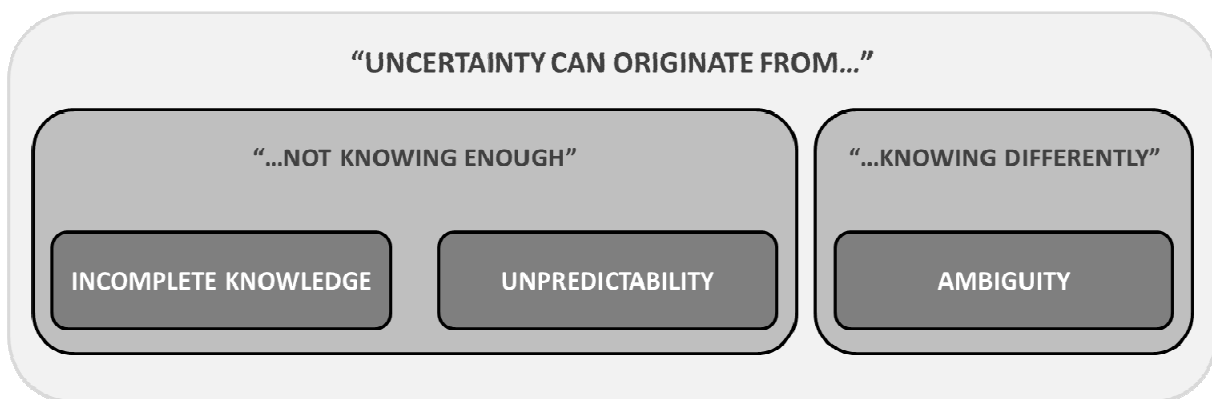 “UNCERTAINTY CAN ORIGINATE FROM…”
“…NOT KNOWING ENOUGH”
“…KNOWING DIFFERENTLY”
INCOMPLETE KNOWLEDGE
UNPREDICTABILITY
AMBIGUITY